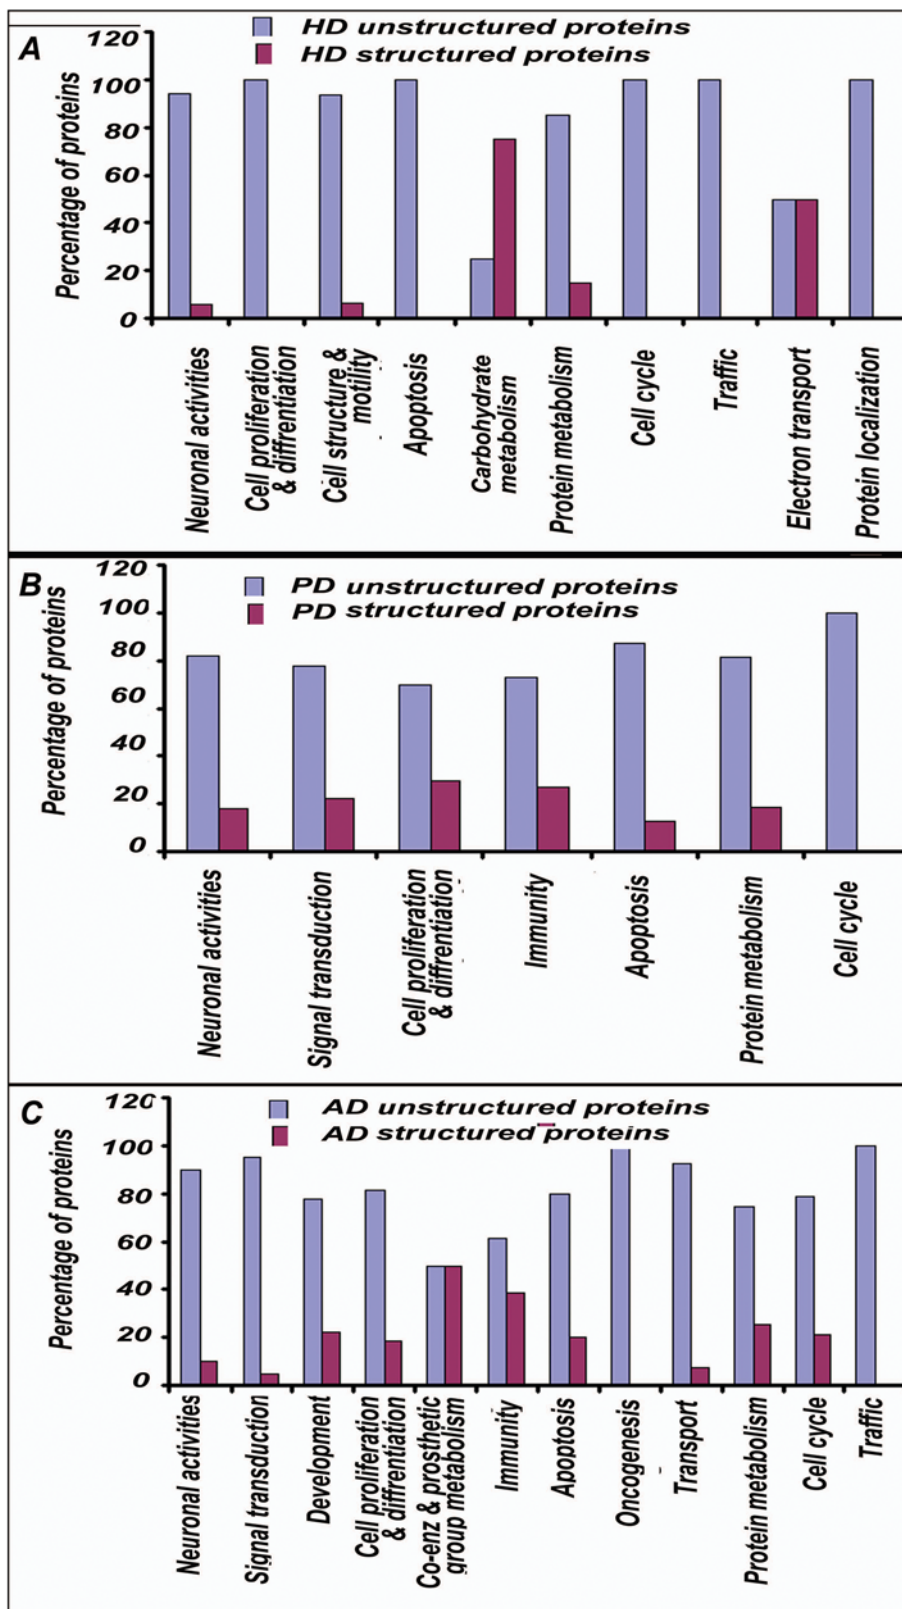 A
HD unstructured proteins
HD structured proteins
Percentage of proteins
120
100
80
60
40
20
0
Neuronal activities
Cell proliferation
& diffrentiation
Cell structure &
motility
Apoptosis
Carbohydrate
metabolism
Protein metabolism
Cell cycle
Traffic
Electron transport
Protein localization
B
PD unstructured proteins
PD structured proteins
Percentage of proteins
120
100
80
60
40
20
0
Neuronal activities
Signal transduction
Cell proliferation
& diffrentiation
Immunity
Apoptosis
Protein metabolism
Cell cycle
C
AD unstructured proteins
AD structured proteins
Percentage of proteins
120
100
80
60
40
20
0
Neuronal activities
Signal transduction
Development
Cell proliferation
& diffrentiation
Co-enz & prosthetic
group metabolism
Immunity
Apoptosis
Oncogenesis
Transport
Protein metabolism
Cell cycle
Traffic